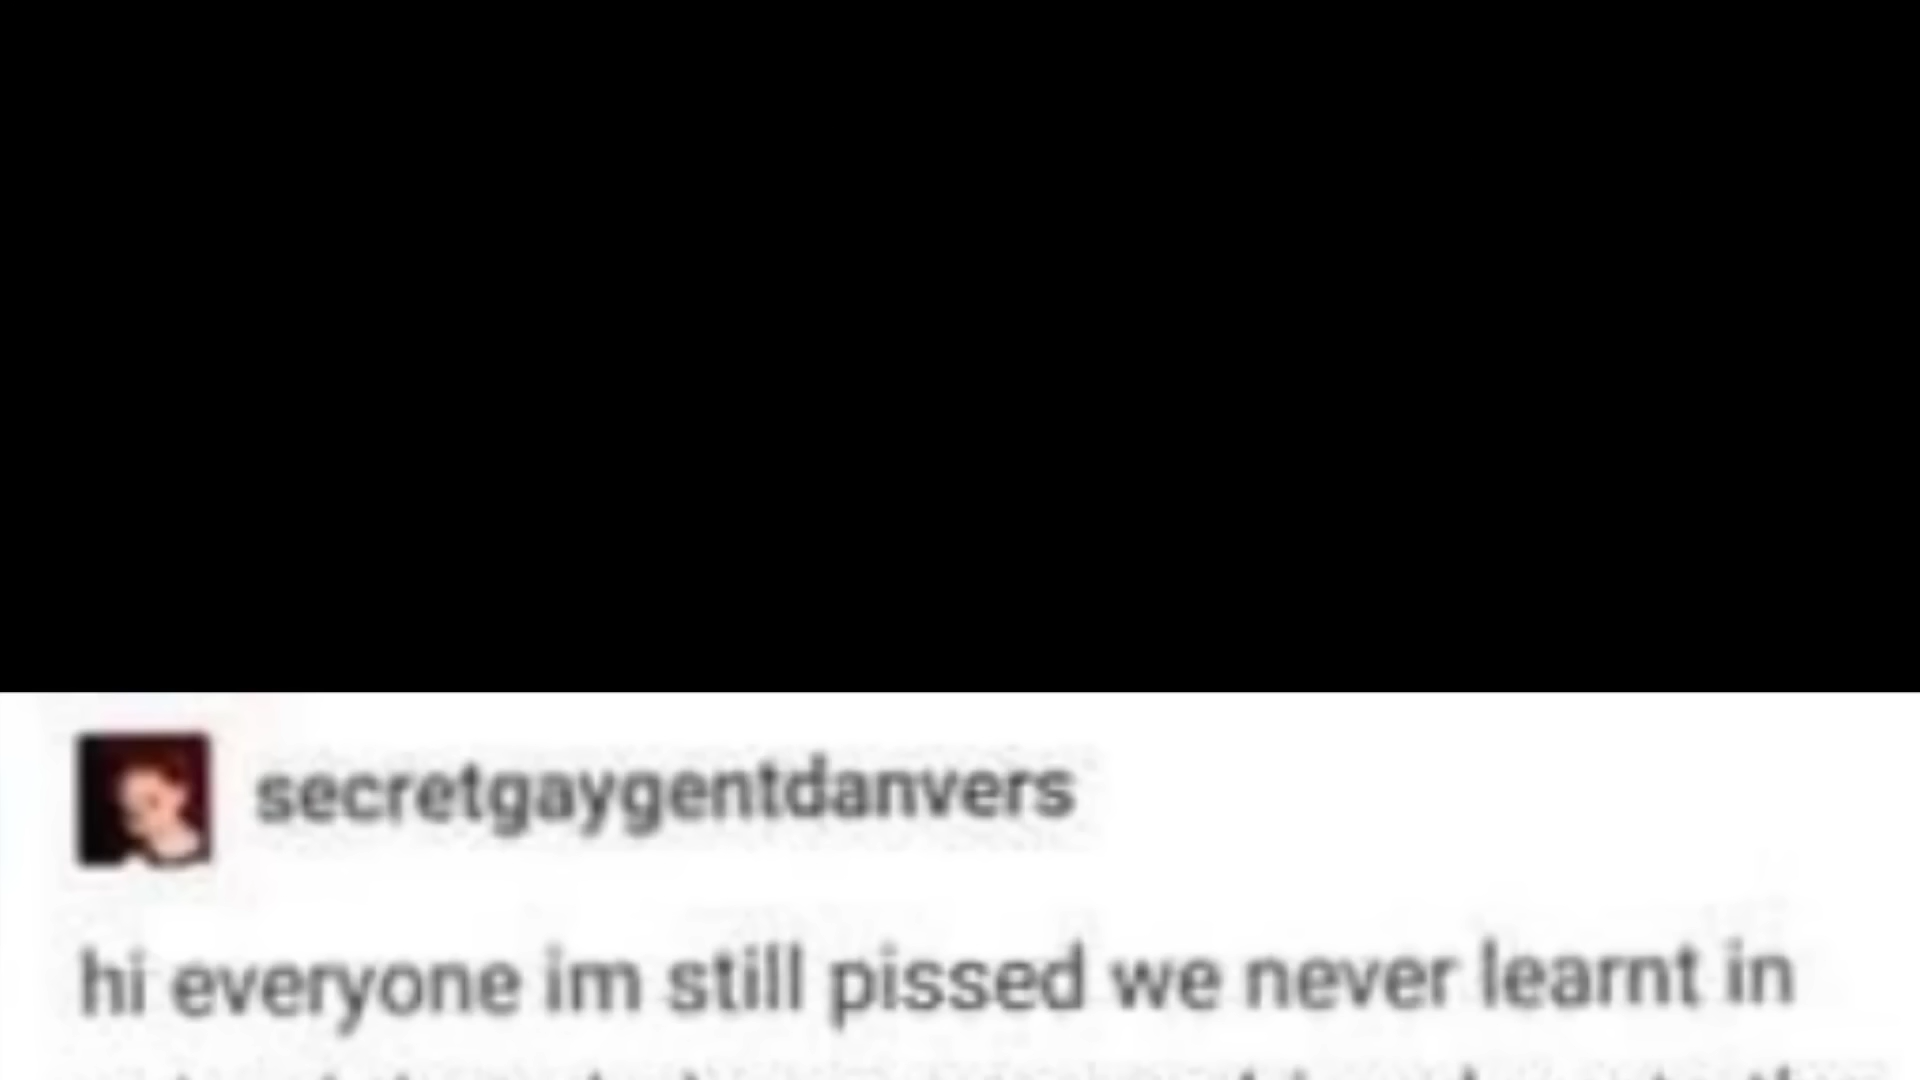 secretgaygentdanvers
hi everyone im still pissed we never learnt in